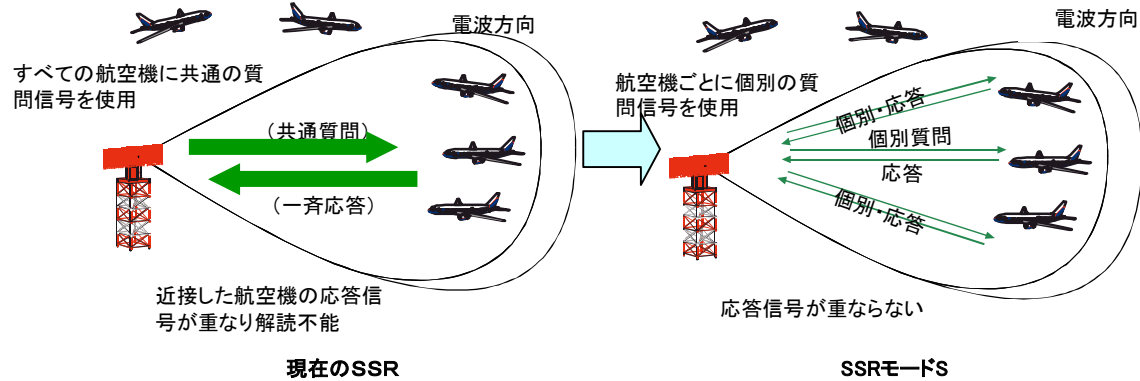 電波方向
すべての航空機に共通の質
問信号を使用
(共通質問)
(一斉応答)
近接した航空機の応答信
号が重なり解読不能
現在のSSR
電波方向
航空機ごとに個別の質
問信号を使用
個別・応答
個別質問
応答
個別・応答
応答信号が重ならない
SSRモードS